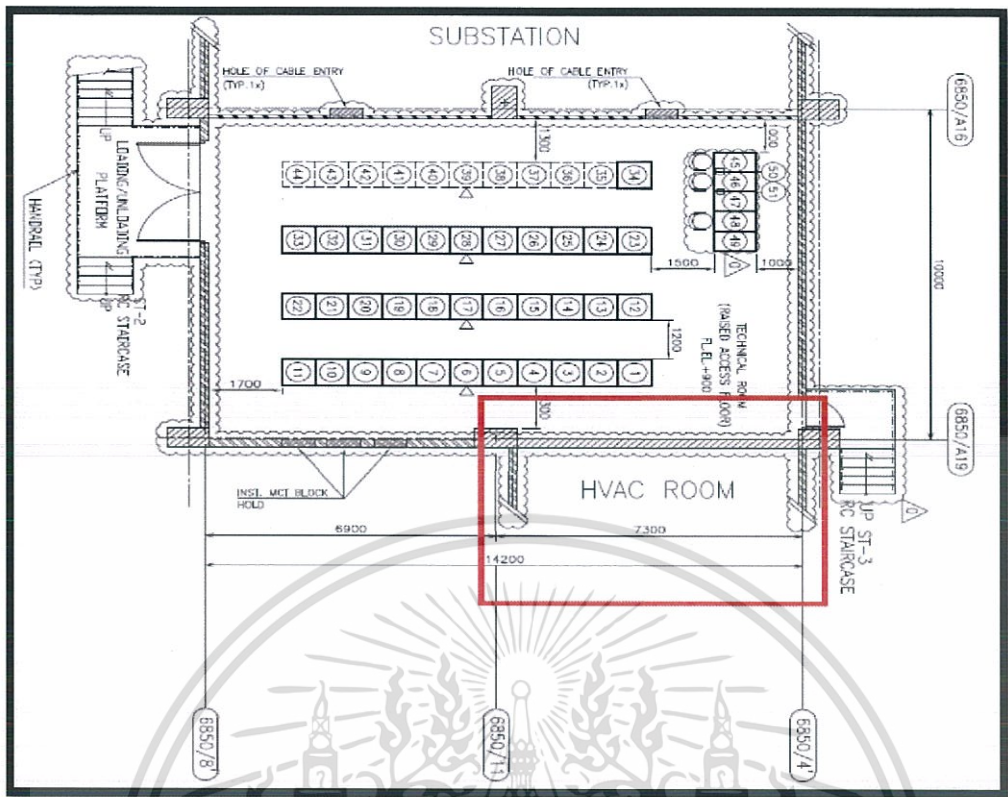 SUBSTATION
HOLE OF CABLE ENTRY
(TYP.1x)
HOLE OF CABLE ENTRY
(TYP.1x)
6850/A16
1300
1000
44 43 42 41 40 39 38 37 36 35 34
45 46 47 48 49
50 51
UP
LOADING/UNLOADING
PLATFORM
HANDRAIL (TYP)
UP
ST-2
RC STAIRCASE
33 32 31 30 29 28 27 26 25 24 23
1500
1000
10000
22 21 20 19 18 17 16 15 14 13 12
1200
TECHNICAL ROOM
(RAISED ACCESS FLOOR)
FL.EL +900
11 10 9 8 7 6 5 4 3 2 1
1700
6850/A19
INST. MCT BLOCK
HOLD
HVAC ROOM
UP ST-3
RC STAIRCASE
6900
7300
14200
6850/8'
6850/11
6850/4'